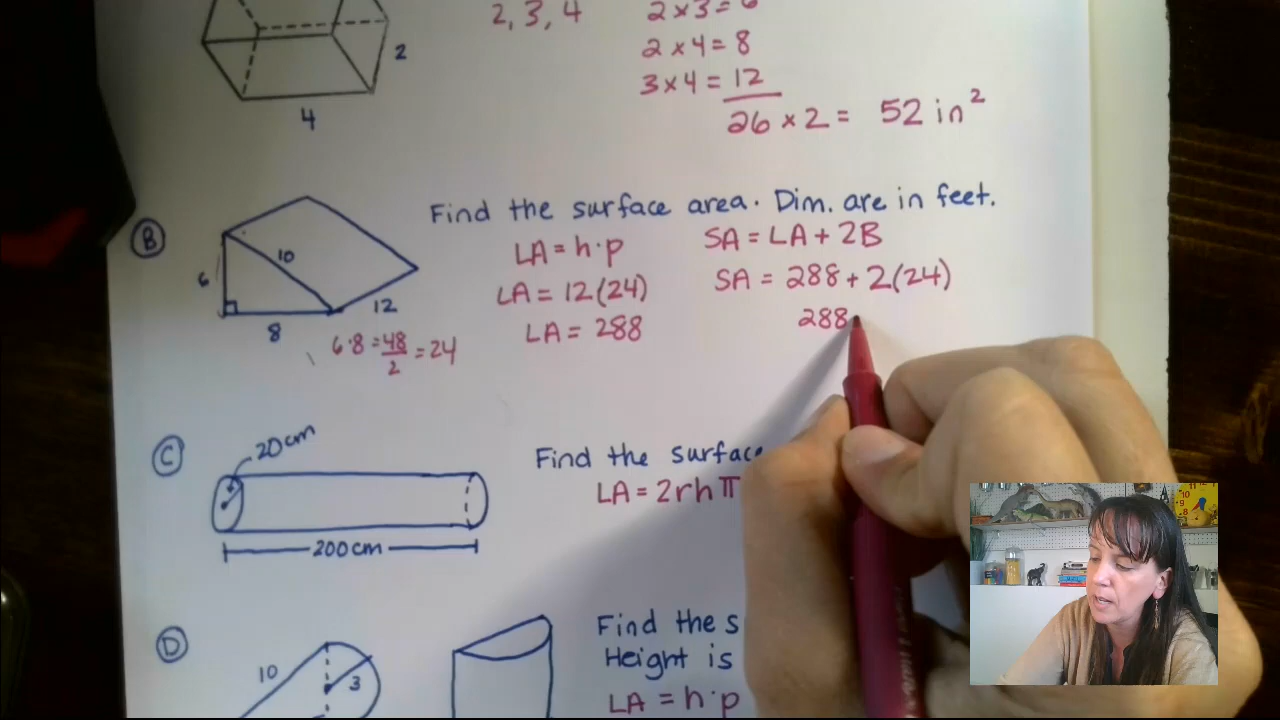 2, 3, 4
2 x 3 = 6
2 x 4 = 8
3 x 4 = 12
26 x 2 = 52 in²
2
4
B
Find the surface area. Dim. are in feet.
LA = h·p
SA = LA + 2B
LA = 12(24)
SA = 288 + 2(24)
LA = 288
288
6
10
8
12
6·8 = 48/2 = 24
C
20cm
200cm
Find the surface
LA = 2rhπ
D
10
3
Find the s
Height is
LA = h·p